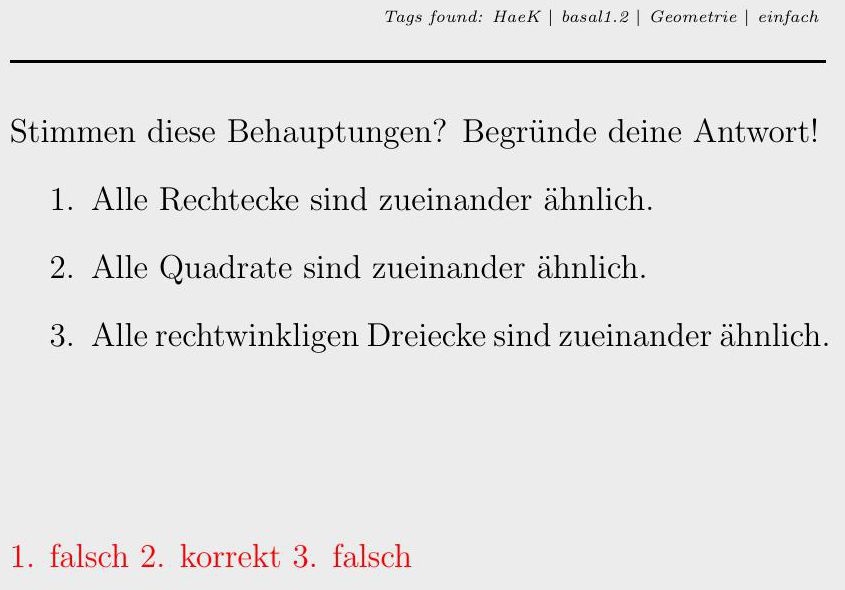 Tags found: HaeK | basal1.2 | Geometrie | einfach
Stimmen diese Behauptungen? Begründe deine Antwort!
1. Alle Rechtecke sind zueinander ähnlich.
2. Alle Quadrate sind zueinander ähnlich.
3. Alle rechtwinkligen Dreiecke sind zueinander ähnlich.
1. falsch 2. korrekt 3. falsch